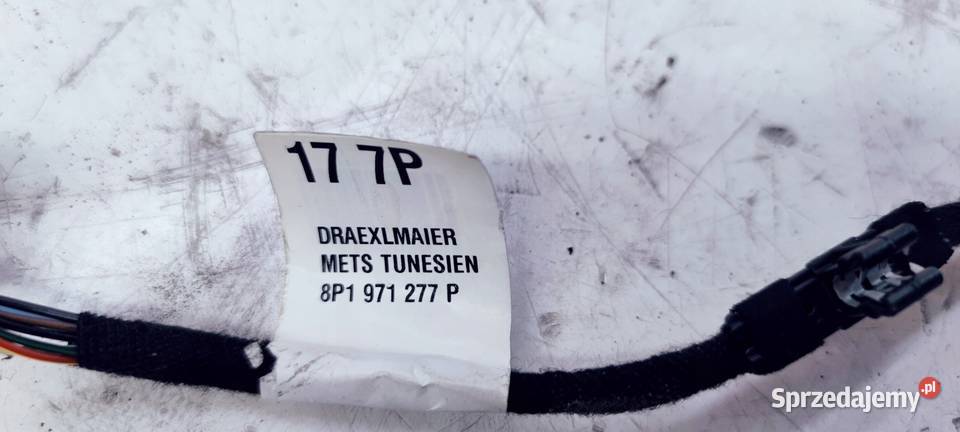 17 7P
DRAEXLMAIER
METS TUNESIEN
8P1 971 277 P
Sprzedajemy.pl